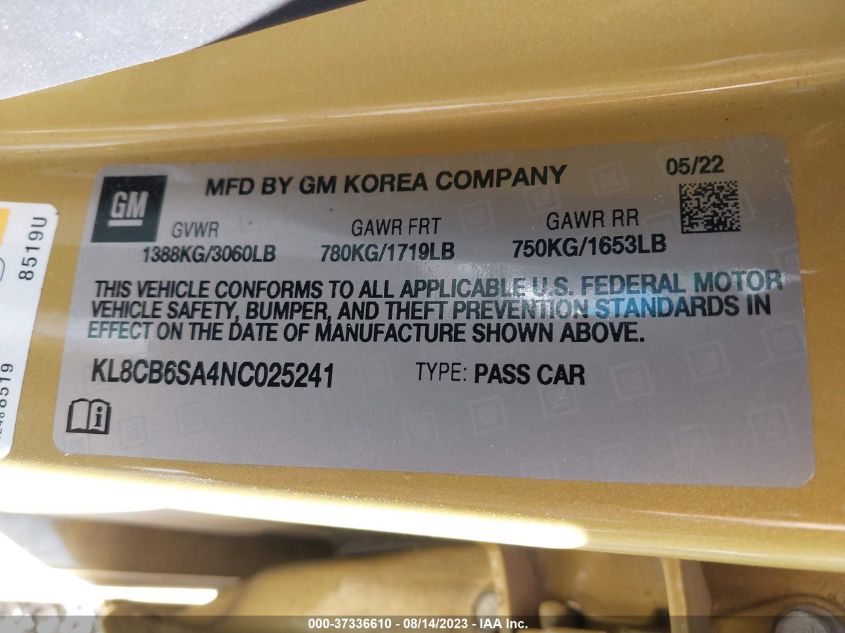 GM
MFD BY GM KOREA COMPANY
05/22
GVWR
GAWR FRT
GAWR RR
1388KG/3060LB
780KG/1719LB
750KG/1653LB
THIS VEHICLE CONFORMS TO ALL APPLICABLE U.S. FEDERAL MOTOR
VEHICLE SAFETY, BUMPER, AND THEFT PREVENTION STANDARDS IN
EFFECT ON THE DATE OF MANUFACTURE SHOWN ABOVE.
KL8CB6SA4NC025241
TYPE: PASS CAR
8519U
8519
000-37336610 - 08/14/2023 - IAA Inc.